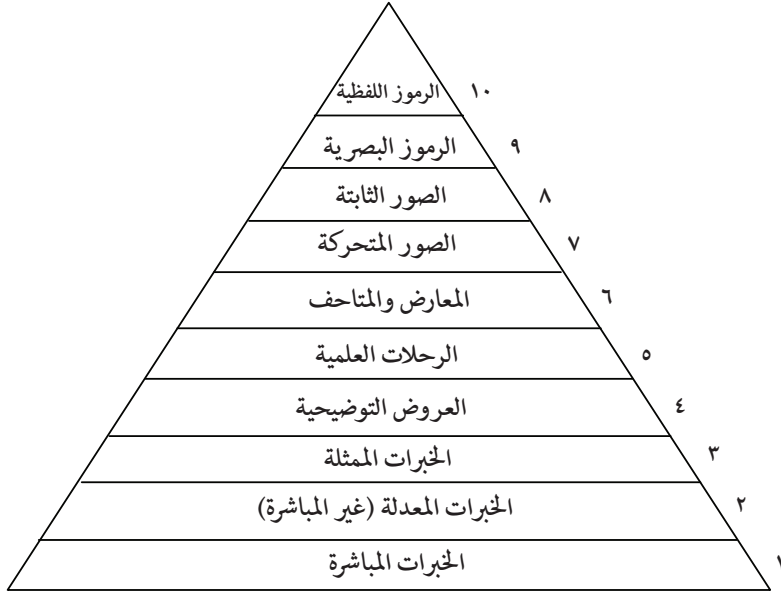 الرموز اللفظية ١٠
الرموز البصرية ٩
الصور الثابتة ٨
الصور المتحركة ٧
المعارض والمتاحف ٦
الرحلات العلمية ٥
العروض التوضيحية ٤
الخبرات الممثلة ٣
الخبرات المعدلة (غير المباشرة) ٢
الخبرات المباشرة ١